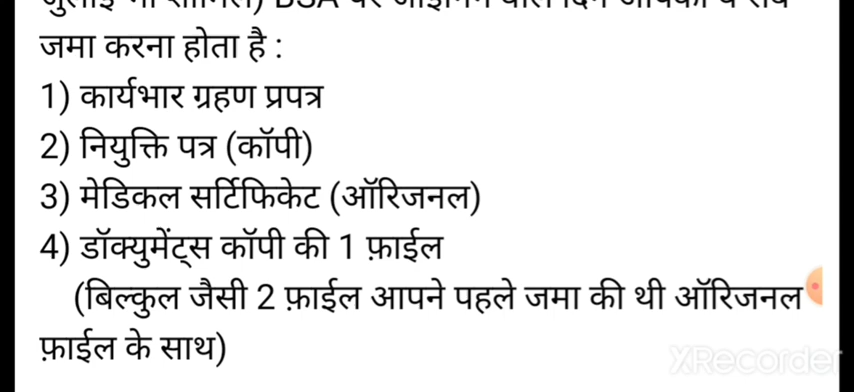 जमा करना होता है :
1) कार्यभार ग्रहण प्रपत्र
2) नियुक्ति पत्र (कॉपी)
3) मेडिकल सर्टिफिकेट (ऑरिजनल)
4) डॉक्युमेंट्स कॉपी की 1 फ़ाईल
(बिल्कुल जैसी 2 फ़ाईल आपने पहले जमा की थी ऑरिजनल
फ़ाईल के साथ)
XRecorder